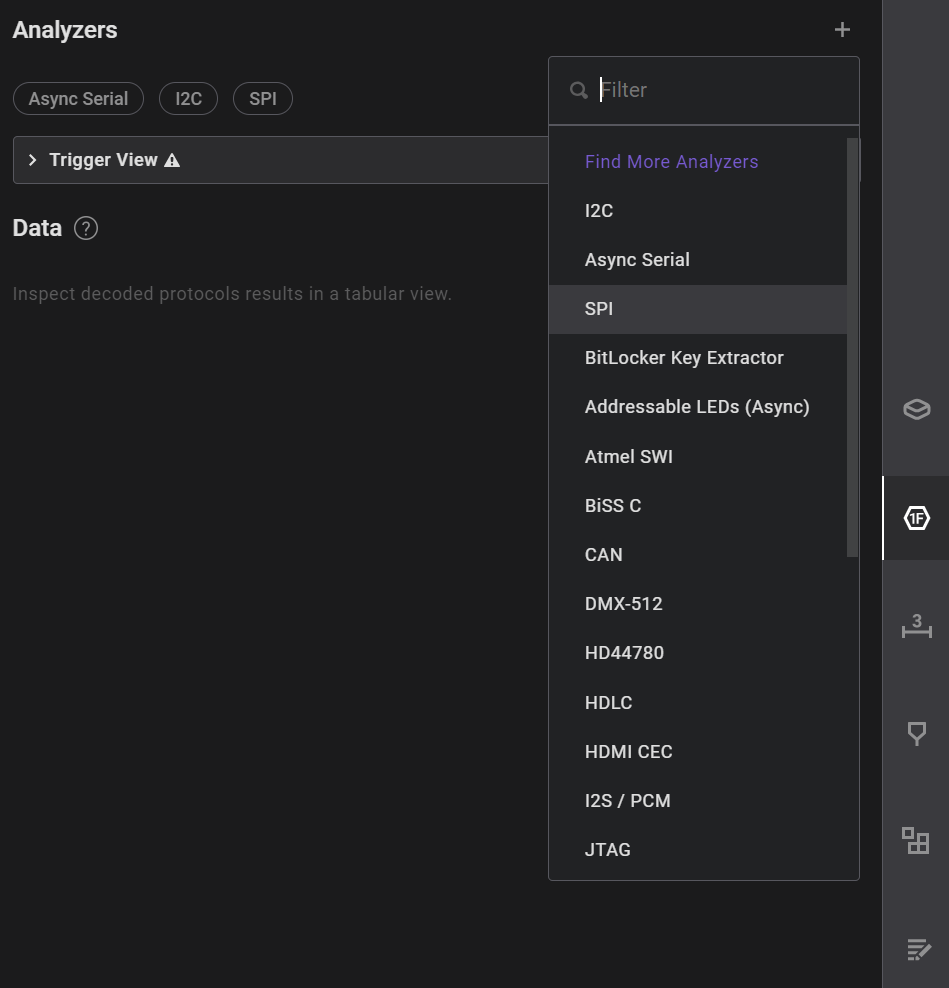 Analyzers
Async Serial I2C SPI
Trigger View
Data ?
Inspect decoded protocols results in a tabular view.
Filter
Find More Analyzers
I2C
Async Serial
SPI
BitLocker Key Extractor
Addressable LEDs (Async)
Atmel SWI
BiSS C
CAN
DMX-512
HD44780
HDLC
HDMI CEC
I2S / PCM
JTAG
1F
3